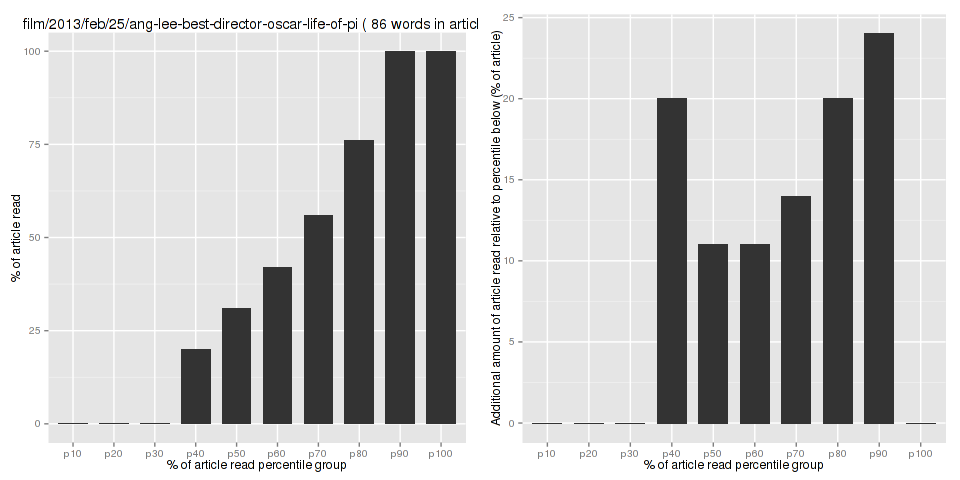 film/2013/feb/25/ang-lee-best-director-oscar-life-of-pi ( 86 words in articl
% of article read
100
75
50
25
0
p10 p20 p30 p40 p50 p60 p70 p80 p90 p100
% of article read percentile group
Additional amount of article read relative to percentile below (% of article)
25
20
15
10
5
0
p10 p20 p30 p40 p50 p60 p70 p80 p90 p100
% of article read percentile group